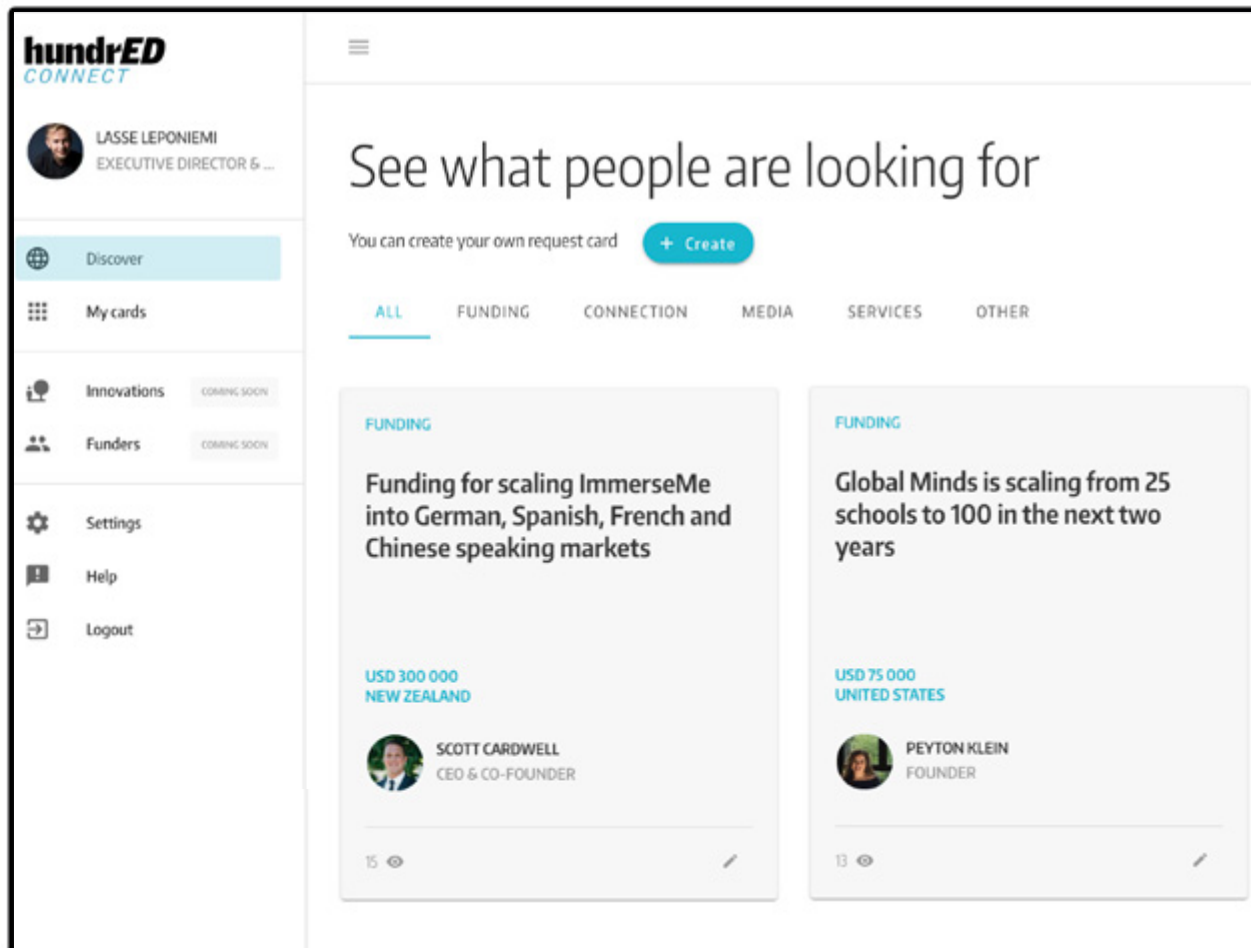 hundrED
CONNECT
LASSE LEPONIEMI
EXECUTIVE DIRECTOR & ...
Discover
My cards
Innovations COMING SOON
Funders COMING SOON
Settings
Help
Logout
See what people are looking for
You can create your own request card + Create
ALL FUNDING CONNECTION MEDIA SERVICES OTHER
FUNDING
Funding for scaling ImmerseMe
into German, Spanish, French and
Chinese speaking markets
USD 300 000
NEW ZEALAND
SCOTT CARDWELL
CEO & CO-FOUNDER
15
FUNDING
Global Minds is scaling from 25
schools to 100 in the next two
years
USD 75 000
UNITED STATES
PEYTON KLEIN
FOUNDER
13